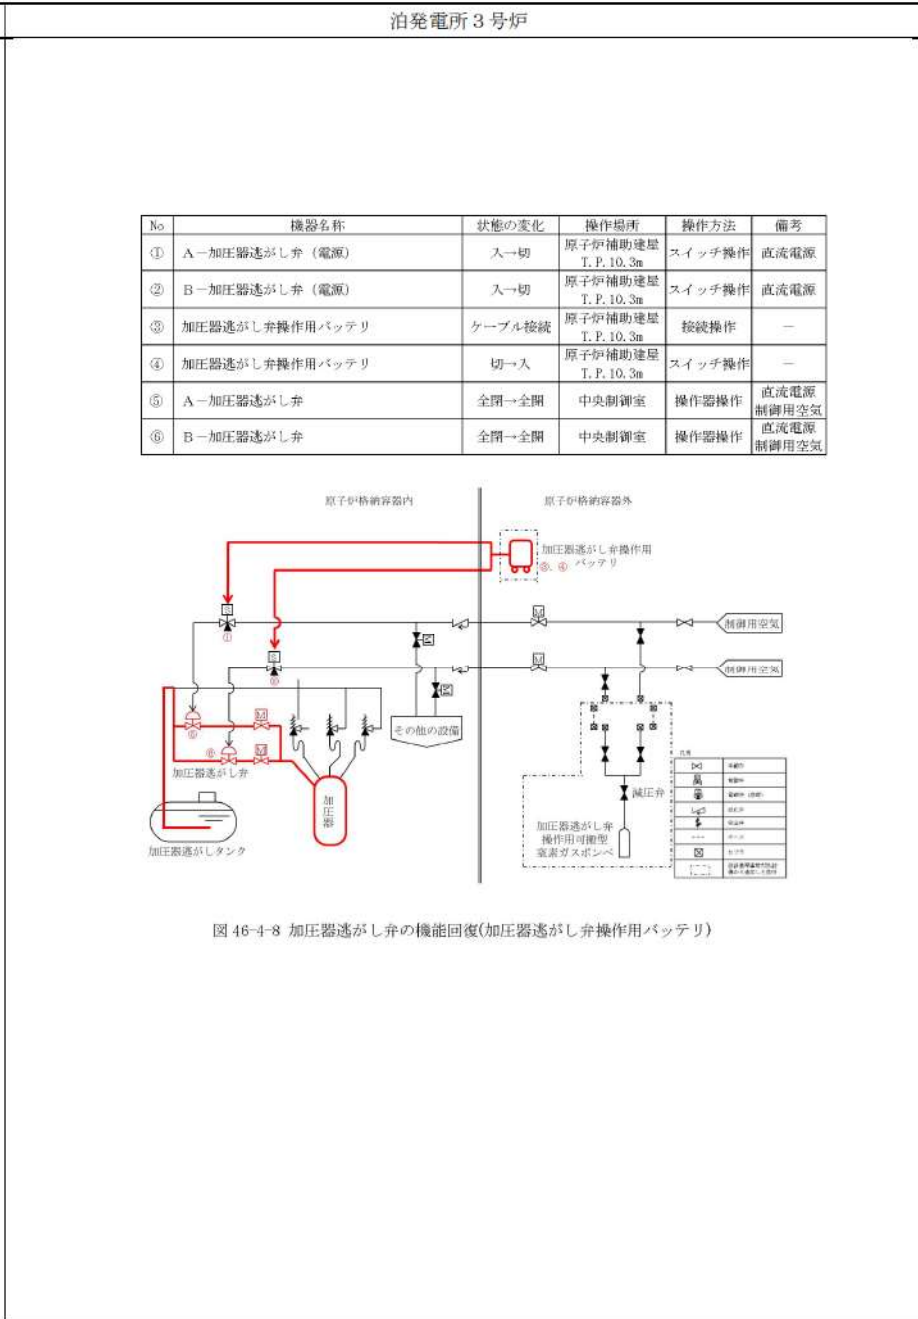 泊発電所3号炉
No 機器名称 状態の変化 操作場所 操作方法 備考
① A-加圧器逃がし弁（電源） 入→切 原子炉補助建屋 T.P.10.3m スイッチ操作 直流電源
② B-加圧器逃がし弁（電源） 入→切 原子炉補助建屋 T.P.10.3m スイッチ操作 直流電源
③ 加圧器逃がし弁操作用バッテリ ケーブル接続 原子炉補助建屋 T.P.10.3m 接続操作 －
④ 加圧器逃がし弁操作用バッテリ 切→入 原子炉補助建屋 T.P.10.3m スイッチ操作 －
⑤ A-加圧器逃がし弁 全閉→全開 中央制御室 操作器操作 直流電源 制御用空気
⑥ B-加圧器逃がし弁 全閉→全開 中央制御室 操作器操作 直流電源 制御用空気
原子炉格納容器内 原子炉格納容器外
加圧器逃がし弁操作用
③、④ バッテリ
S
①
M
制御用空気
S
M
制御用空気
M
M
その他の設備
M
⑤
⑥
M
加圧器逃がし弁
加圧器
減圧弁
加圧器逃がし弁
操作用可搬型
窒素ガスボンベ
加圧器逃がしタンク
図 46-4-8 加圧器逃がし弁の機能回復(加圧器逃がし弁操作用バッテリ)